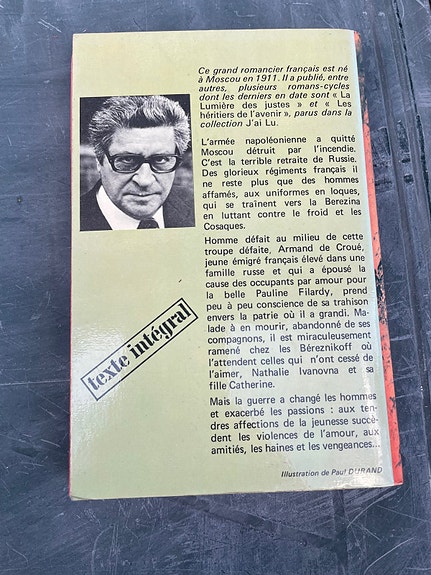 Ce grand romancier français est né
à Moscou en 1911. Il a publié, entre
autres, plusieurs romans-cycles
dont les derniers en date sont « La
Lumière des justes » et « Les
héritiers de l'avenir », parus dans la
collection J'ai Lu.
L'armée napoléonienne a quitté
Moscou détruit par l'incendie.
C'est la terrible retraite de Russie.
Des glorieux régiments français il
ne reste plus que des hommes
affamés, aux uniformes en loques,
qui se traînent vers la Berezina
en luttant contre le froid et les
Cosaques.
Homme défait au milieu de cette
troupe défaite, Armand de Croué,
jeune émigré français élevé dans une
famille russe et qui a épousé la
cause des occupants par amour pour
la belle Pauline Filardy, prend
peu à peu conscience de sa trahison
envers la patrie où il a grandi. Ma-
lade à en mourir, abandonné de ses
compagnons, il est miraculeusement
ramené chez les Béreznikoff où
l'attendent celles qui n'ont cessé de
l'aimer, Nathalie Ivanovna et sa
fille Catherine.
Mais la guerre a changé les hommes
et exacerbé les passions : aux ten-
dres affections de la jeunesse succè-
dent les violences de l'amour, aux
amitiés, les haines et les vengeances...
texte intégral
Illustration de Paul DURAND